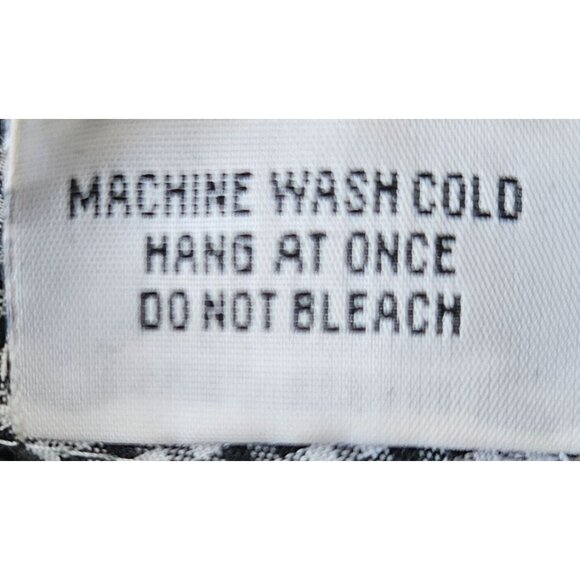 MACHINE WASH COLD
HANG AT ONCE
DO NOT BLEACH